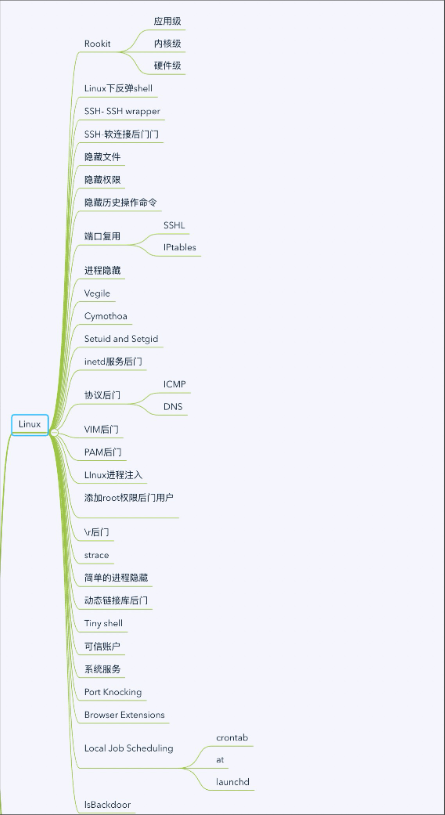 应用级
Rookit
内核级
硬件级
Linux下反弹shell
SSH- SSH wrapper
SSH 软连接后门门
隐藏文件
隐藏权限
隐藏历史操作命令
SSHL
端口复用
IPtables
进程隐藏
Vegile
Cymothoa
Setuid and Setgid
inetd服务后门
ICMP
协议后门
DNS
Linux
VIM后门
PAM后门
LInux进程注入
添加root权限后门用户
\r后门
strace
简单的进程隐藏
动态链接库后门
Tiny shell
可信账户
系统服务
Port Knocking
Browser Extensions
crontab
Local Job Scheduling
at
launchd
IsBackdoor